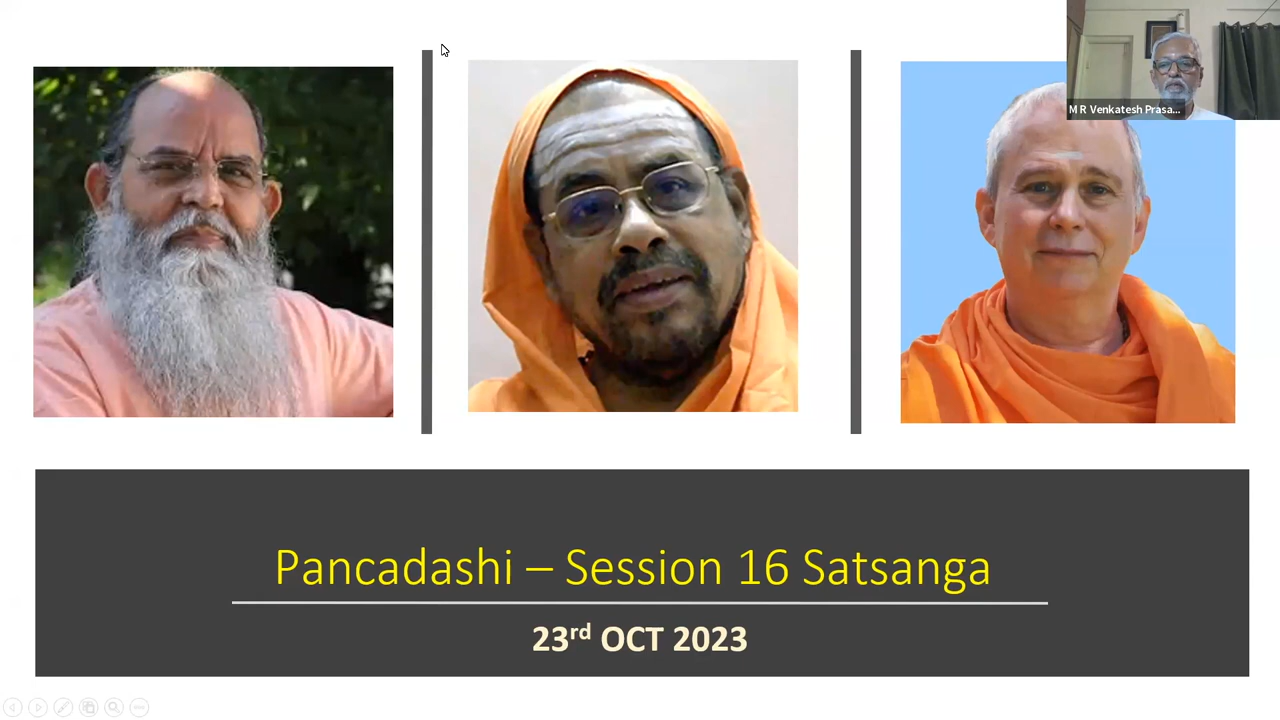 M R Venkatesh Prasa...
Pancadashi – Session 16 Satsanga
23rd OCT 2023